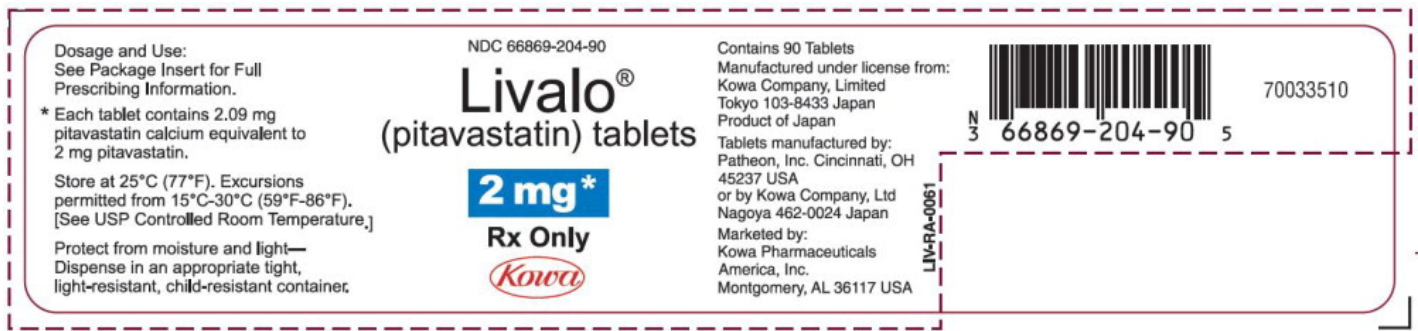 Dosage and Use:
See Package Insert for Full
Prescribing Information.
* Each tablet contains 2.09 mg
pitavastatin calcium equivalent to
2 mg pitavastatin.
Store at 25°C (77°F). Excursions
permitted from 15°C-30°C (59°F-86°F).
[See USP Controlled Room Temperature.]
Protect from moisture and light—
Dispense in an appropriate tight,
light-resistant, child-resistant container.
NDC 66869-204-90
Livalo®
(pitavastatin) tablets
2 mg*
Rx Only
Kowa
Contains 90 Tablets
Manufactured under license from:
Kowa Company, Limited
Tokyo 103-8433 Japan
Product of Japan
Tablets manufactured by:
Patheon, Inc. Cincinnati, OH
45237 USA
or by Kowa Company, Ltd
Nagoya 462-0024 Japan
Marketed by:
Kowa Pharmaceuticals
America, Inc.
Montgomery, AL 36117 USA
LIV-RA-0061
N
3 66869-204-90 5
70033510